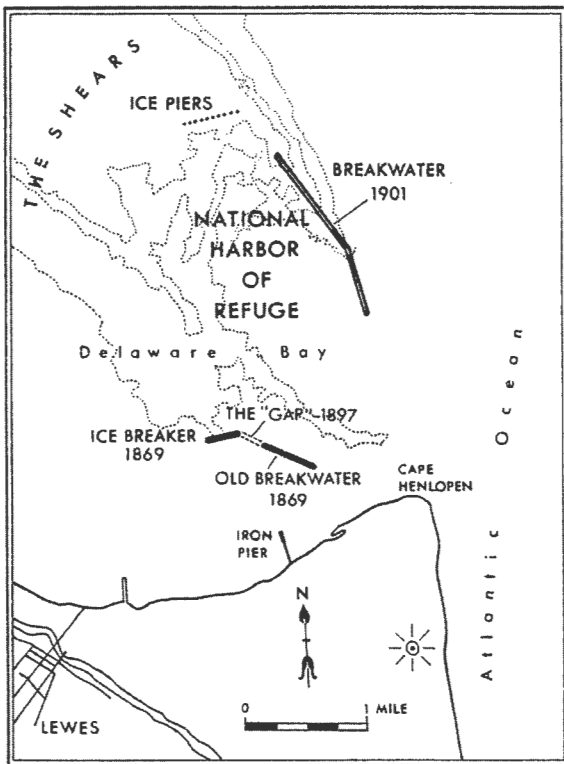 THE SHEARS
ICE PIERS
BREAKWATER
1901
NATIONAL
HARBOR
OF
REFUGE
Delaware Bay
Atlantic Ocean
THE "GAP"-1897
ICE BREAKER
1869
OLD BREAKWATER
1869
CAPE
HENLOPEN
IRON
PIER
N
0 1 MILE
LEWES